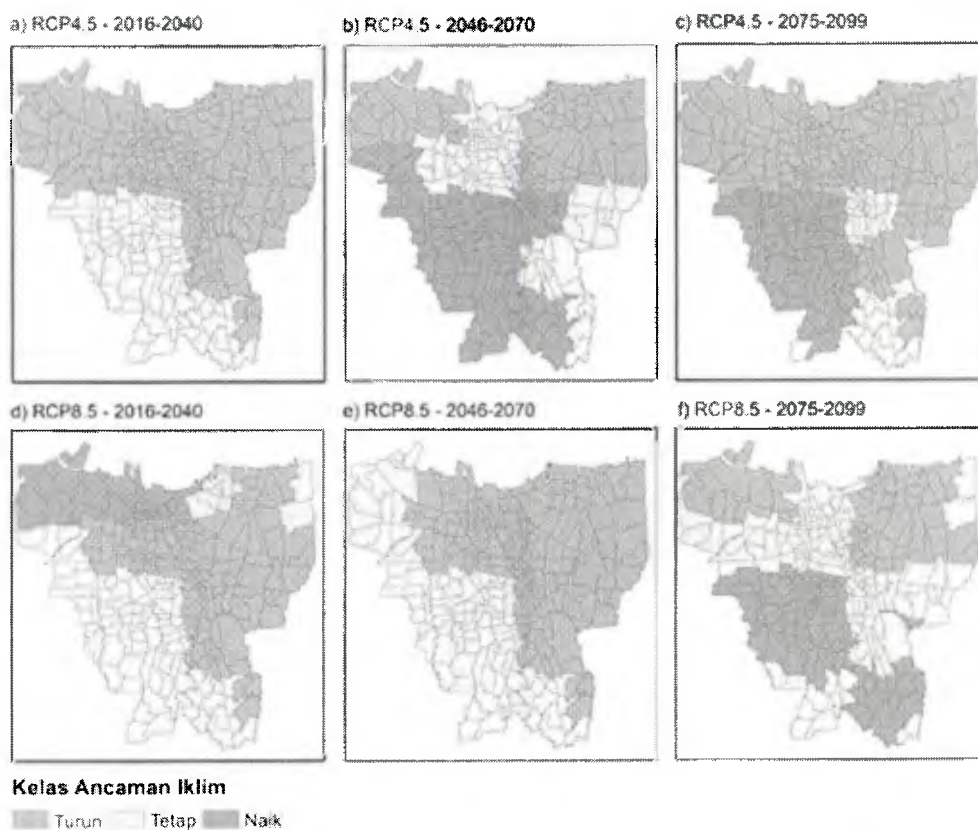 a) RCP4.5 - 2016-2040
b) RCP4.5 - 2046-2070
c) RCP4.5 - 2075-2099
d) RCP8.5 - 2016-2040
e) RCP8.5 - 2046-2070
f) RCP8.5 - 2075-2099
Kelas Ancaman Iklim
Turun Tetap Naik